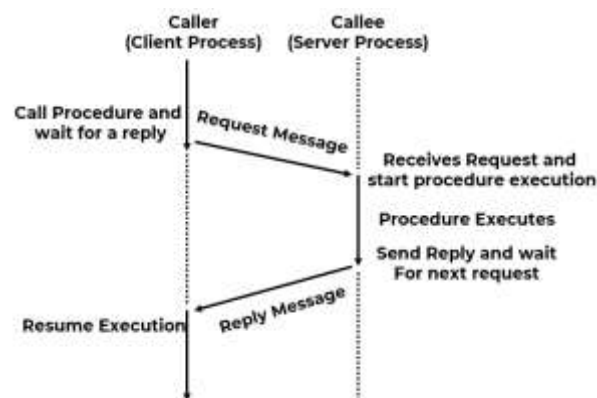 Caller
(Client Process)
Callee
(Server Process)
Call Procedure and
wait for a reply
Request Message
Receives Request and
start procedure execution
Procedure Executes
Send Reply and wait
For next request
Reply Message
Resume Execution